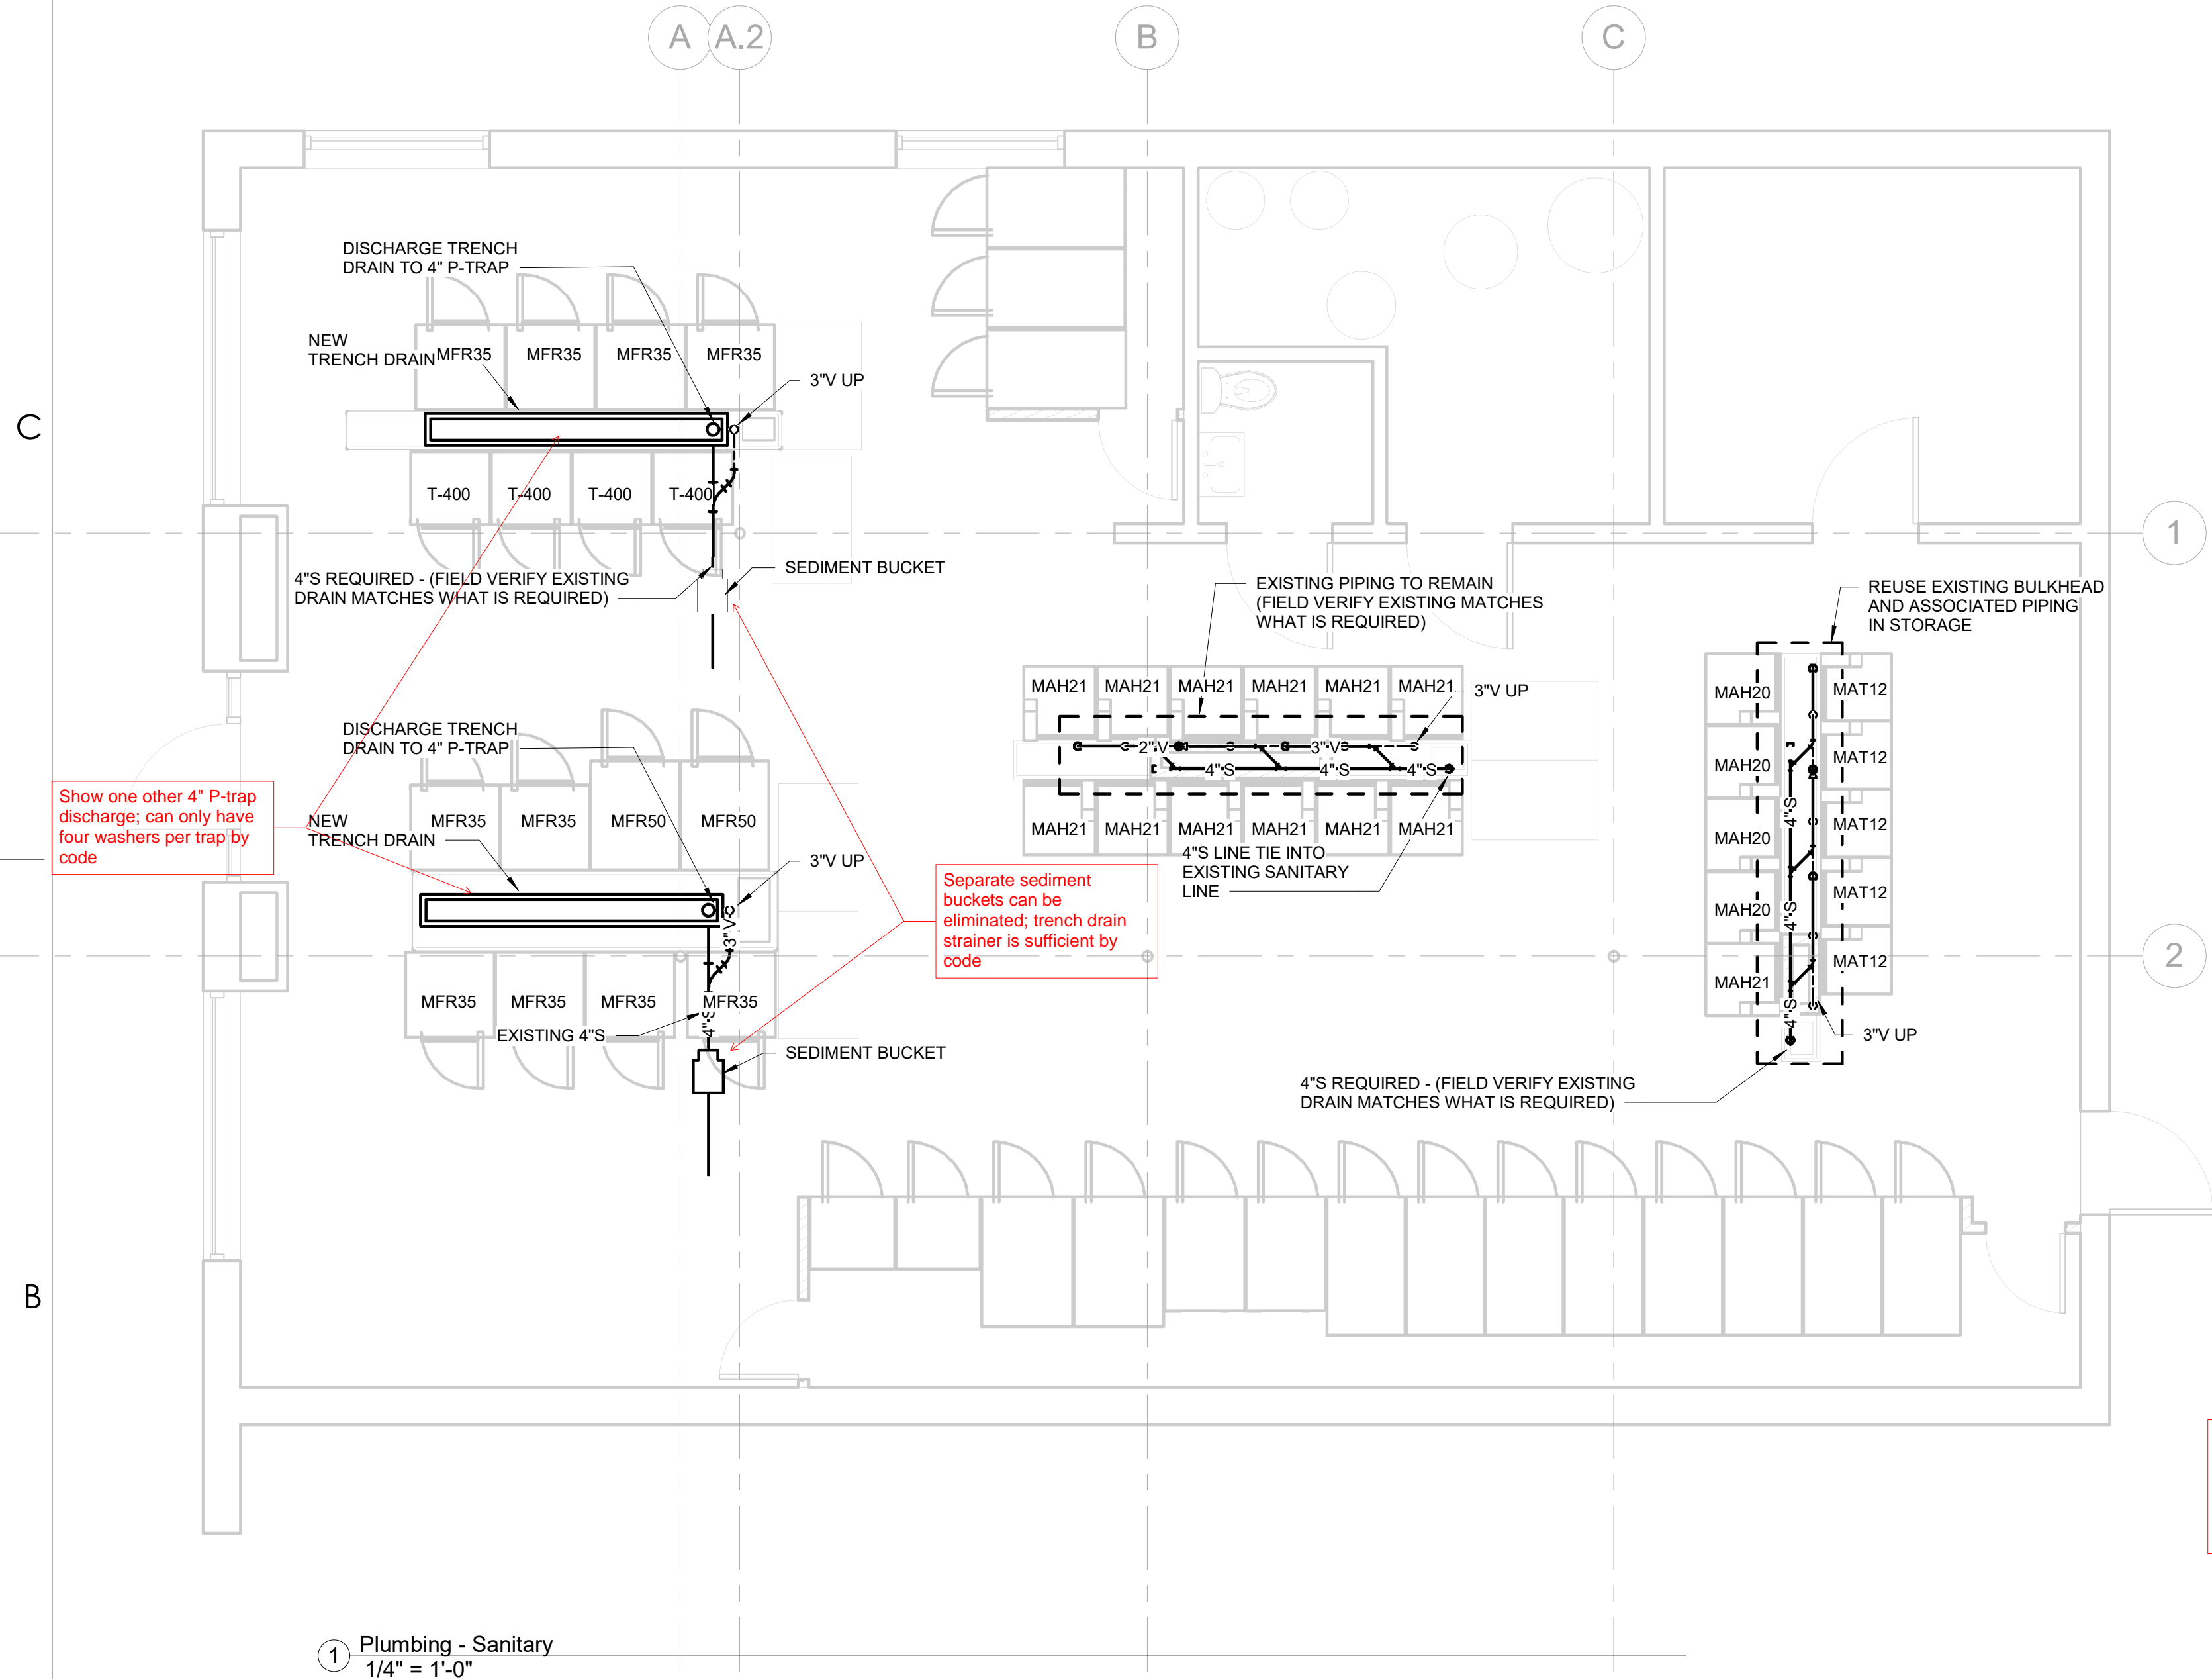 A
A.2
B
C
DISCHARGE TRENCH
DRAIN TO 4" P-TRAP
NEW
TRENCH DRAIN
MFR35
MFR35
MFR35
MFR35
3"V UP
C
T-400
T-400
T-400
T-400
1
SEDIMENT BUCKET
4"S REQUIRED - (FIELD VERIFY EXISTING
DRAIN MATCHES WHAT IS REQUIRED)
EXISTING PIPING TO REMAIN
(FIELD VERIFY EXISTING MATCHES
WHAT IS REQUIRED)
REUSE EXISTING BULKHEAD
AND ASSOCIATED PIPING
IN STORAGE
MAH21
MAH21
MAH21
MAH21
MAH21
MAH21
3"V UP
2" V
3" V
4" S
4" S
4" S
MAH21
MAH21
MAH21
MAH21
MAH21
MAH21
4"S LINE TIE INTO
EXISTING SANITARY
LINE
MAH20
MAH20
MAH20
MAH20
MAH21
MAT12
MAT12
MAT12
MAT12
MAT12
4" S
4" S
4" S
3"V UP
4"S REQUIRED - (FIELD VERIFY EXISTING
DRAIN MATCHES WHAT IS REQUIRED)
2
DISCHARGE TRENCH
DRAIN TO 4" P-TRAP
Show one other 4" P-trap
discharge; can only have
four washers per trap by
code
NEW
TRENCH DRAIN
MFR35
MFR35
MFR50
MFR50
3"V UP
3" V
Separate sediment
buckets can be
eliminated; trench drain
strainer is sufficient by
code
MFR35
MFR35
MFR35
MFR35
4" S
EXISTING 4"S
SEDIMENT BUCKET
B
1
Plumbing - Sanitary
1/4" = 1'-0"